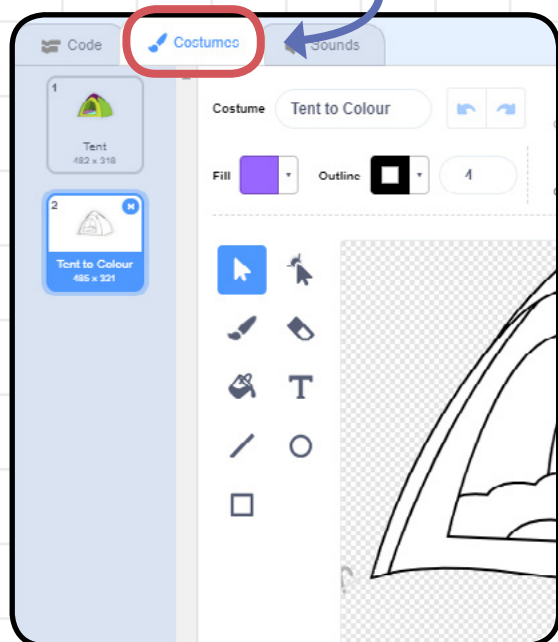 Code Costumes Sounds
1
Tent
482 x 318
2
Tent to Colour
485 x 321
Costume Tent to Colour
Fill Outline 4
T